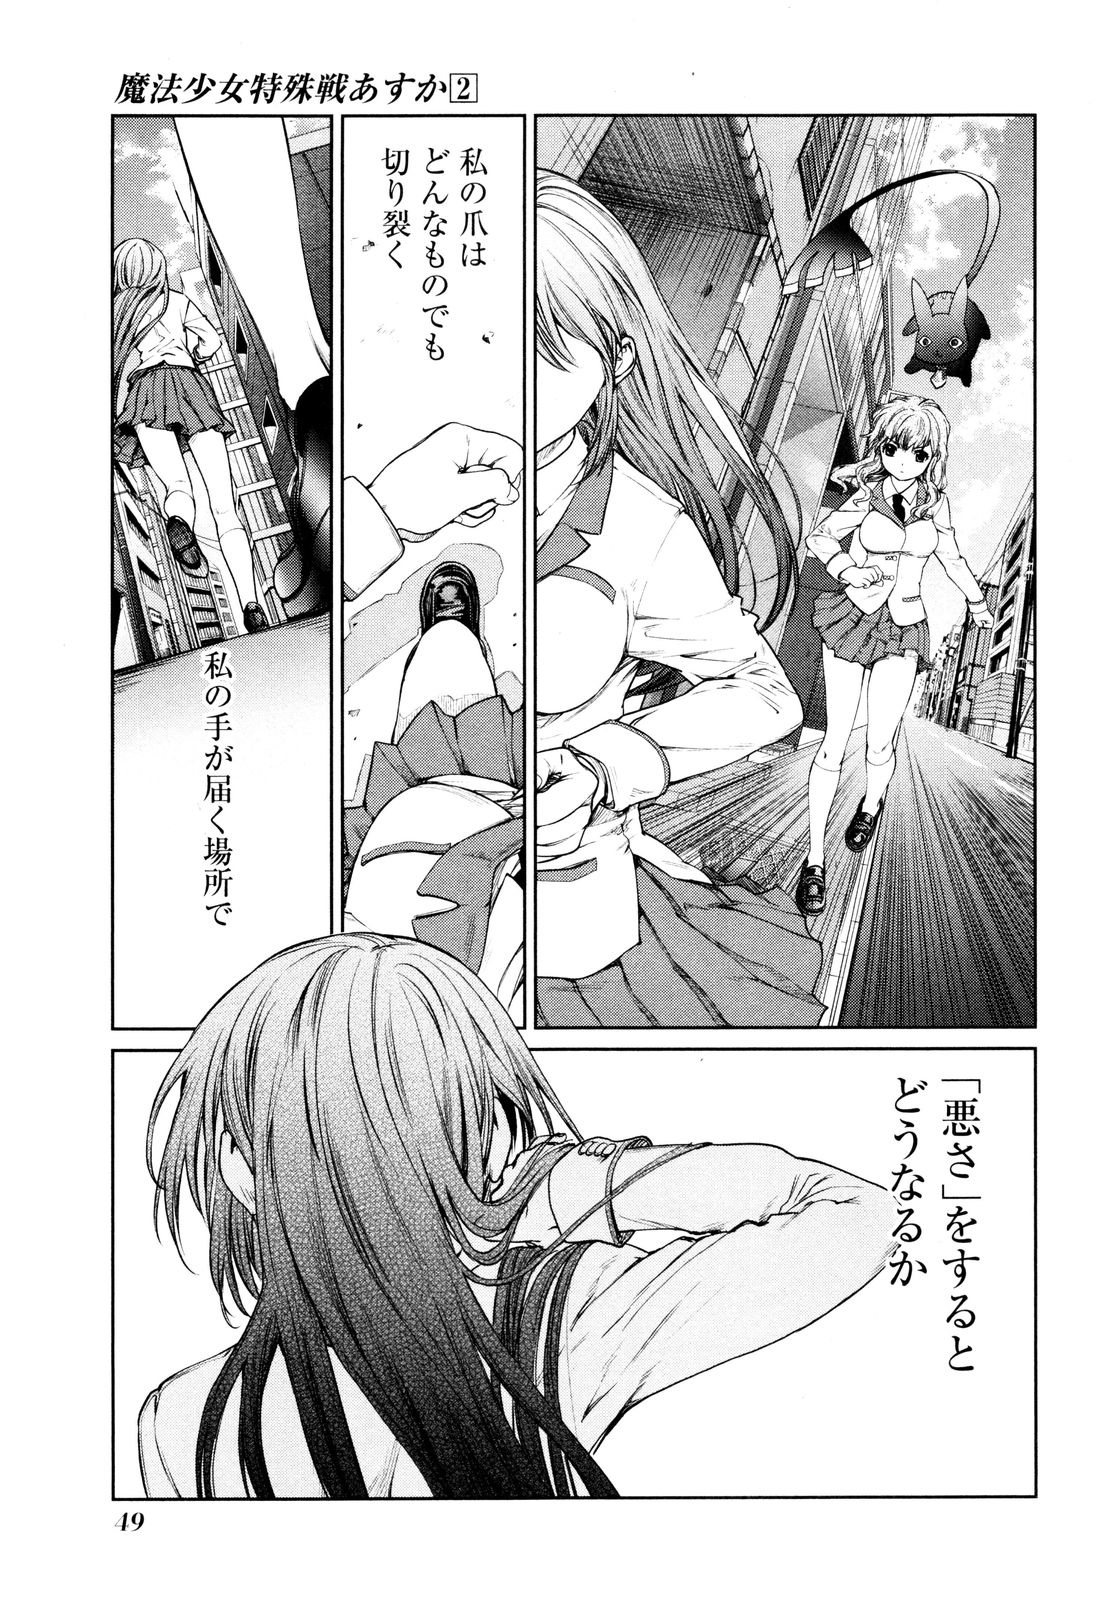 魔法少女特殊戦あすか2
私の爪は
どんなものでも
切り裂く
私の手が届く場所で
「悪さ」をすると
どうなるか
49